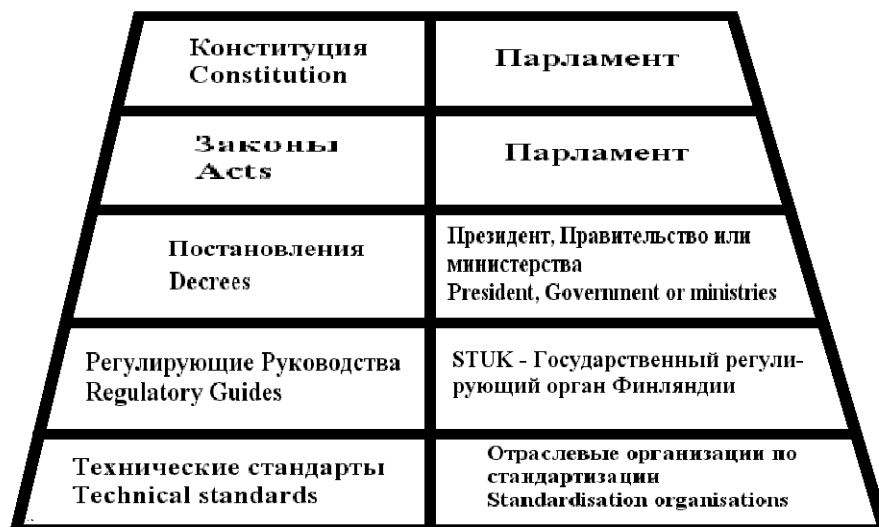 Конституция
Constitution
Парламент
Законы
Acts
Парламент
Постановления
Decrees
Президент, Правительство или
министерства
President, Government or ministries
Регулирующие Руководства
Regulatory Guides
STUK - Государственный регули-
рующий орган Финляндии
Технические стандарты
Technical standards
Отраслевые организации по
стандартизации
Standardisation organisations